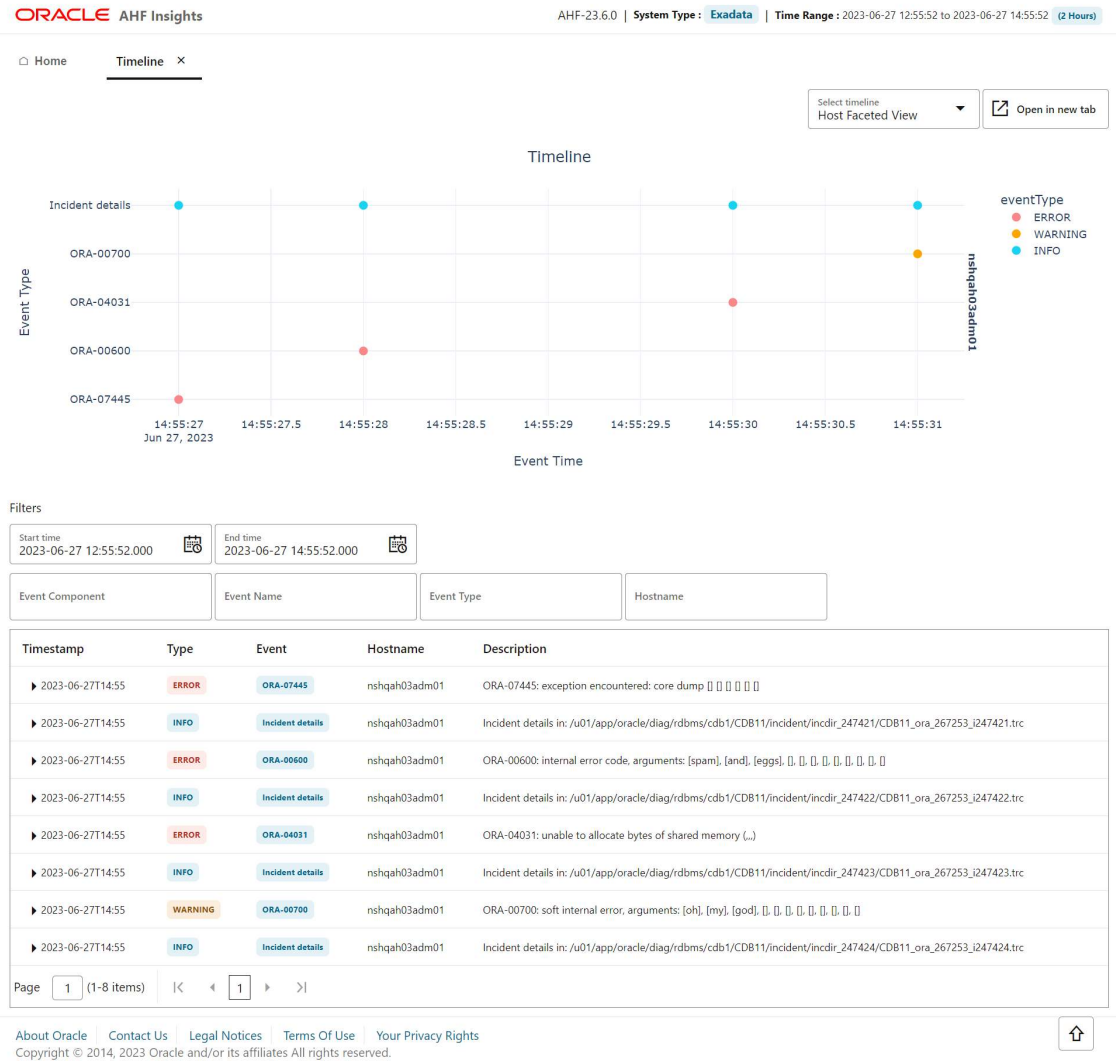 ORACLE AHF Insights
AHF-23.6.0 | System Type : Exadata | Time Range : 2023-06-27 12:55:52 to 2023-06-27 14:55:52 (2 Hours)
Home Timeline ×
Select timeline
Host Faceted View
Open in new tab
Timeline
Incident details
ORA-00700
ORA-04031
ORA-00600
ORA-07445
Event Type
14:55:27 14:55:27.5 14:55:28 14:55:28.5 14:55:29 14:55:29.5 14:55:30 14:55:30.5 14:55:31
Jun 27, 2023
Event Time
nshqah03adm01
eventType
ERROR
WARNING
INFO
Filters
Start time
2023-06-27 12:55:52.000
End time
2023-06-27 14:55:52.000
Event Component Event Name Event Type Hostname
Timestamp Type Event Hostname Description
2023-06-27T14:55 ERROR ORA-07445 nshqah03adm01 ORA-07445: exception encountered: core dump [] [] [] [] [] []
2023-06-27T14:55 INFO Incident details nshqah03adm01 Incident details in: /u01/app/oracle/diag/rdbms/cdb1/CDB11/incident/incdir_247421/CDB11_ora_267253_i247421.trc
2023-06-27T14:55 ERROR ORA-00600 nshqah03adm01 ORA-00600: internal error code, arguments: [spam], [and], [eggs], [], [], [], [], [], [], [], [], []
2023-06-27T14:55 INFO Incident details nshqah03adm01 Incident details in: /u01/app/oracle/diag/rdbms/cdb1/CDB11/incident/incdir_247422/CDB11_ora_267253_i247422.trc
2023-06-27T14:55 ERROR ORA-04031 nshqah03adm01 ORA-04031: unable to allocate bytes of shared memory (,,,)
2023-06-27T14:55 INFO Incident details nshqah03adm01 Incident details in: /u01/app/oracle/diag/rdbms/cdb1/CDB11/incident/incdir_247423/CDB11_ora_267253_i247423.trc
2023-06-27T14:55 WARNING ORA-00700 nshqah03adm01 ORA-00700: soft internal error, arguments: [oh], [my], [god], [], [], [], [], [], [], [], [], []
2023-06-27T14:55 INFO Incident details nshqah03adm01 Incident details in: /u01/app/oracle/diag/rdbms/cdb1/CDB11/incident/incdir_247424/CDB11_ora_267253_i247424.trc
Page 1 (1-8 items) 1
About Oracle Contact Us Legal Notices Terms Of Use Your Privacy Rights
Copyright © 2014, 2023 Oracle and/or its affiliates All rights reserved.